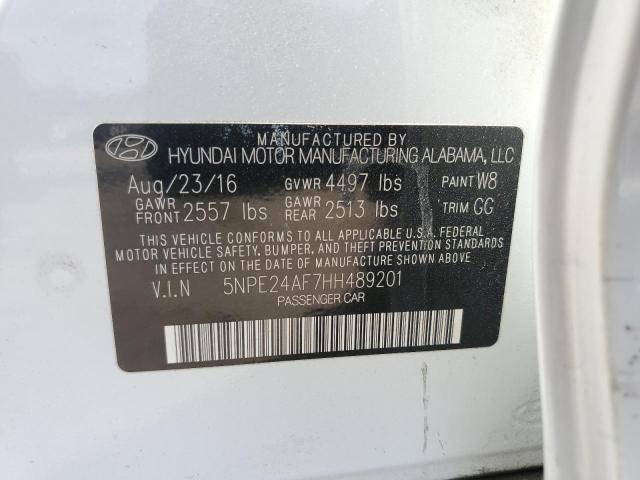 MANUFACTURED BY
HYUNDAI MOTOR MANUFACTURING ALABAMA, LLC
Aug/23/16 GVWR 4497 lbs PAINT W8
GAWR FRONT 2557 lbs GAWR REAR 2513 lbs TRIM GG
THIS VEHICLE CONFORMS TO ALL APPLICABLE U.S.A. FEDERAL
MOTOR VEHICLE SAFETY, BUMPER, AND THEFT PREVENTION STANDARDS
IN EFFECT ON THE DATE OF MANUFACTURE SHOWN ABOVE.
V.I.N 5NPE24AF7HH489201
PASSENGER CAR